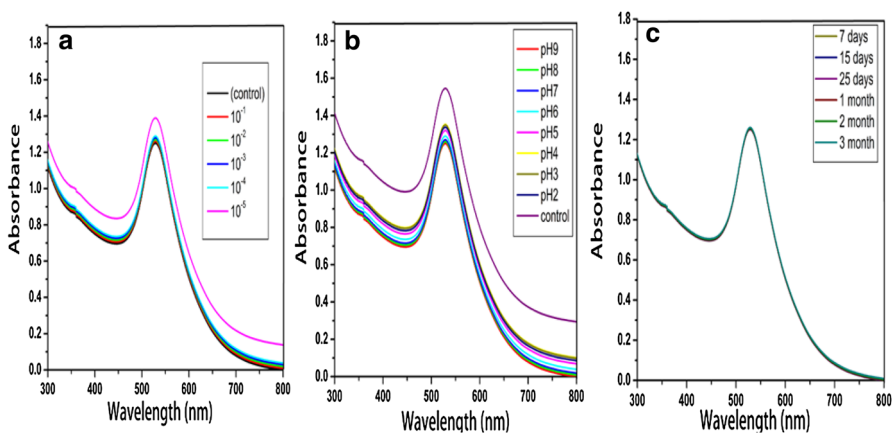 a
1.8
1.6
1.4
1.2
1.0
0.8
0.6
0.4
0.2
0.0
300 400 500 600 700 800
Absorbance
Wavelength (nm)
(control)
10⁻¹
10⁻²
10⁻³
10⁻⁴
10⁻⁵
b
1.8
1.6
1.4
1.2
1.0
0.8
0.6
0.4
0.2
0.0
300 400 500 600 700 800
Absorbance
Wavelength (nm)
pH9
pH8
pH7
pH6
pH5
pH4
pH3
pH2
control
c
1.8
1.6
1.4
1.2
1.0
0.8
0.6
0.4
0.2
0.0
300 400 500 600 700 800
Absorbance
Wavelength (nm)
7 days
15 days
25 days
1 month
2 month
3 month